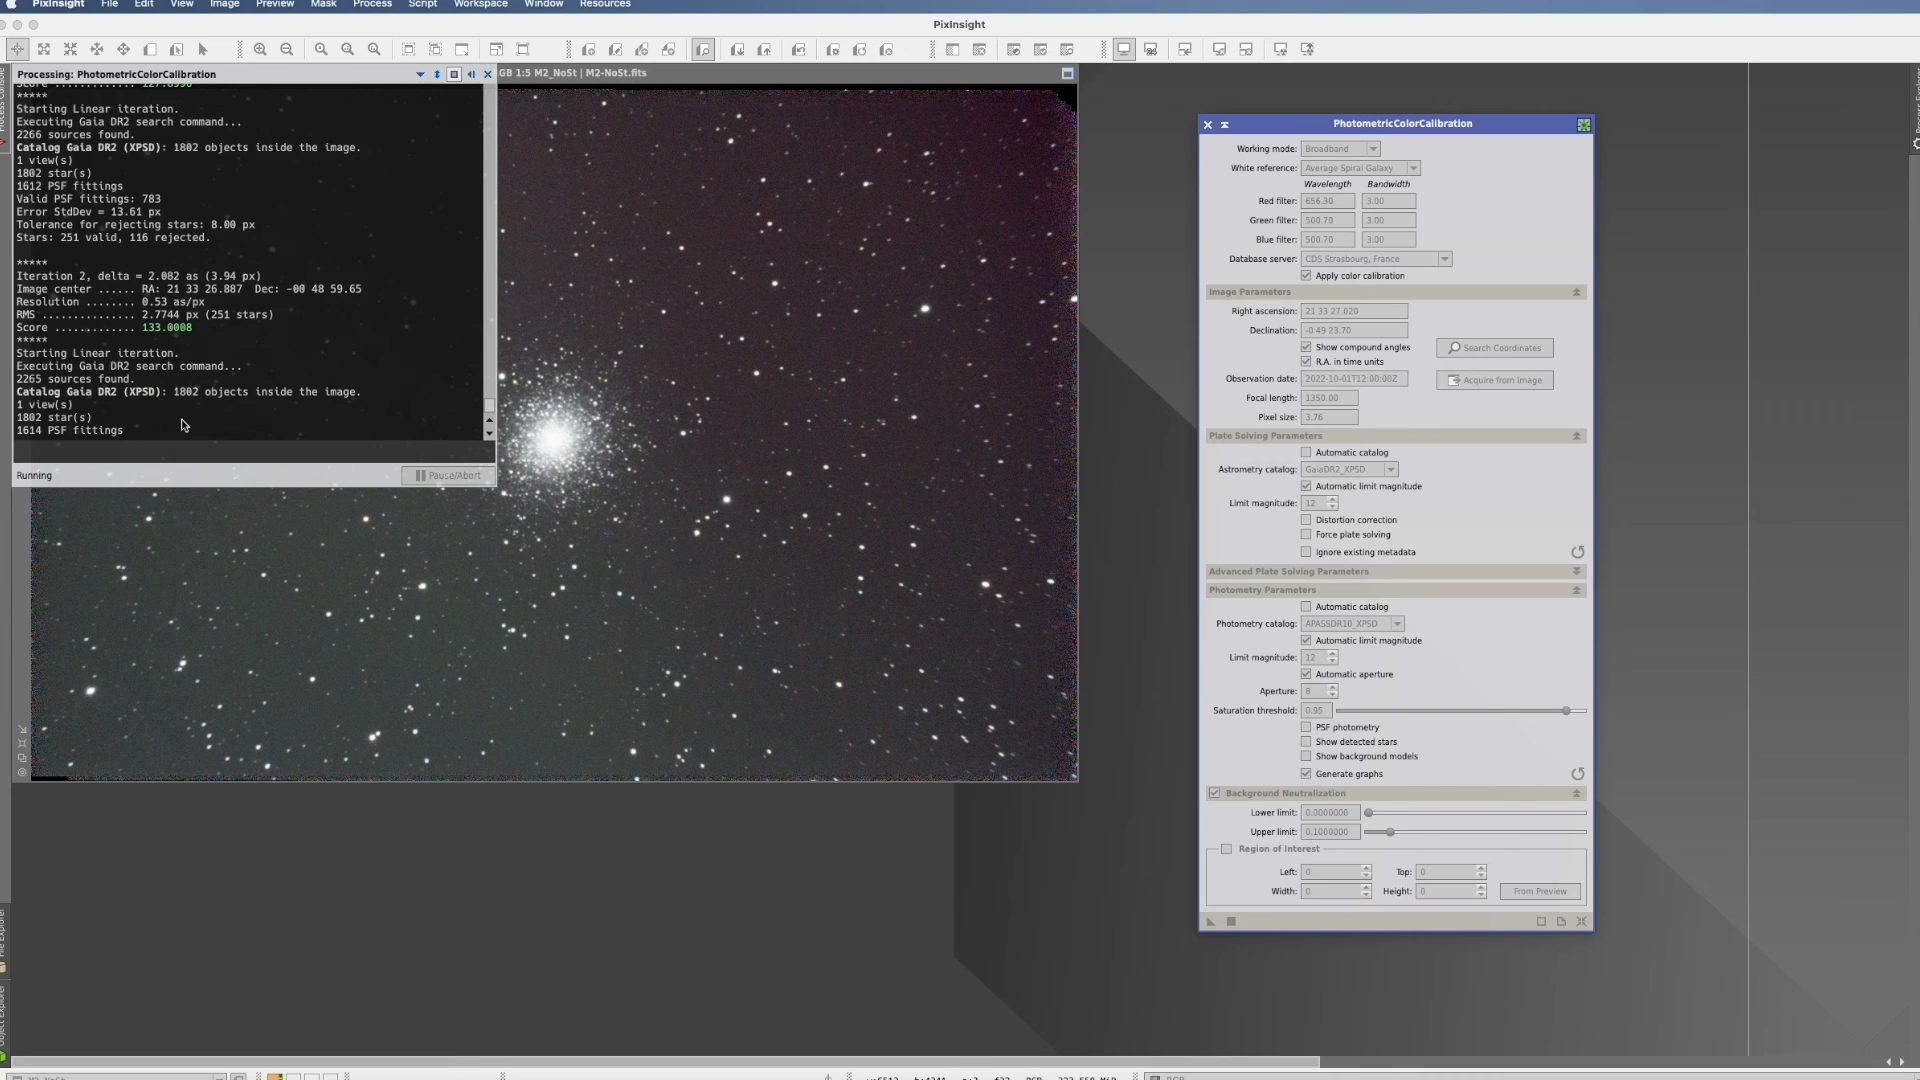 PixInsight File Edit View Image Preview Mask Process Script Workspace Window Resources
PixInsight
Processing: PhotometricColorCalibration
GB 1:5 M2_NoSt | M2-NoSt.fits
*****
Starting Linear iteration.
Executing Gaia DR2 search command...
2266 sources found.
Catalog Gaia DR2 (XPSD): 1802 objects inside the image.
1 view(s)
1802 star(s)
1612 PSF fittings
Valid PSF fittings: 783
Error StdDev = 13.61 px
Tolerance for rejecting stars: 8.00 px
Stars: 251 valid, 116 rejected.
*****
Iteration 2, delta = 2.082 as (3.94 px)
Image center ...... RA: 21 33 26.887 Dec: -00 48 59.65
Resolution ........ 0.53 as/px
RMS ............... 2.7744 px (251 stars)
Score ............. 133.0008
*****
Starting Linear iteration.
Executing Gaia DR2 search command...
2265 sources found.
Catalog Gaia DR2 (XPSD): 1802 objects inside the image.
1 view(s)
1802 star(s)
1614 PSF fittings
Running
Pause/Abort
PhotometricColorCalibration
Working mode: Broadband
White reference: Average Spiral Galaxy
Wavelength Bandwidth
Red filter: 656.30 3.00
Green filter: 500.70 3.00
Blue filter: 500.70 3.00
Database server: CDS Strasbourg, France
Apply color calibration
Image Parameters
Right ascension: 21 33 27.020
Declination: -0 49 23.70
Show compound angles
Search Coordinates
R.A. in time units
Observation date: 2022-10-01T12:00:00Z
Acquire from Image
Focal length: 1350.00
Pixel size: 3.76
Plate Solving Parameters
Automatic catalog
Astrometry catalog: GaiaDR2_XPSD
Automatic limit magnitude
Limit magnitude: 12
Distortion correction
Force plate solving
Ignore existing metadata
Advanced Plate Solving Parameters
Photometry Parameters
Automatic catalog
Photometry catalog: APASSDR10_XPSD
Automatic limit magnitude
Limit magnitude: 12
Automatic aperture
Aperture: 8
Saturation threshold: 0.95
PSF photometry
Show detected stars
Show background models
Generate graphs
Background Neutralization
Lower limit: 0.0000000
Upper limit: 0.1000000
Region of Interest
Left: 0 Top: 0
Width: 0 Height: 0 From Preview